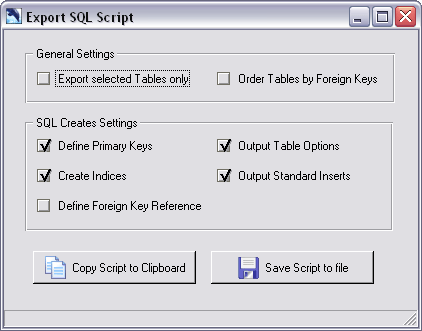 Export SQL Script
General Settings
Export selected Tables only
Order Tables by Foreign Keys
SQL Creates Settings
Define Primary Keys
Output Table Options
Create Indices
Output Standard Inserts
Define Foreign Key Reference
Copy Script to Clipboard
Save Script to file